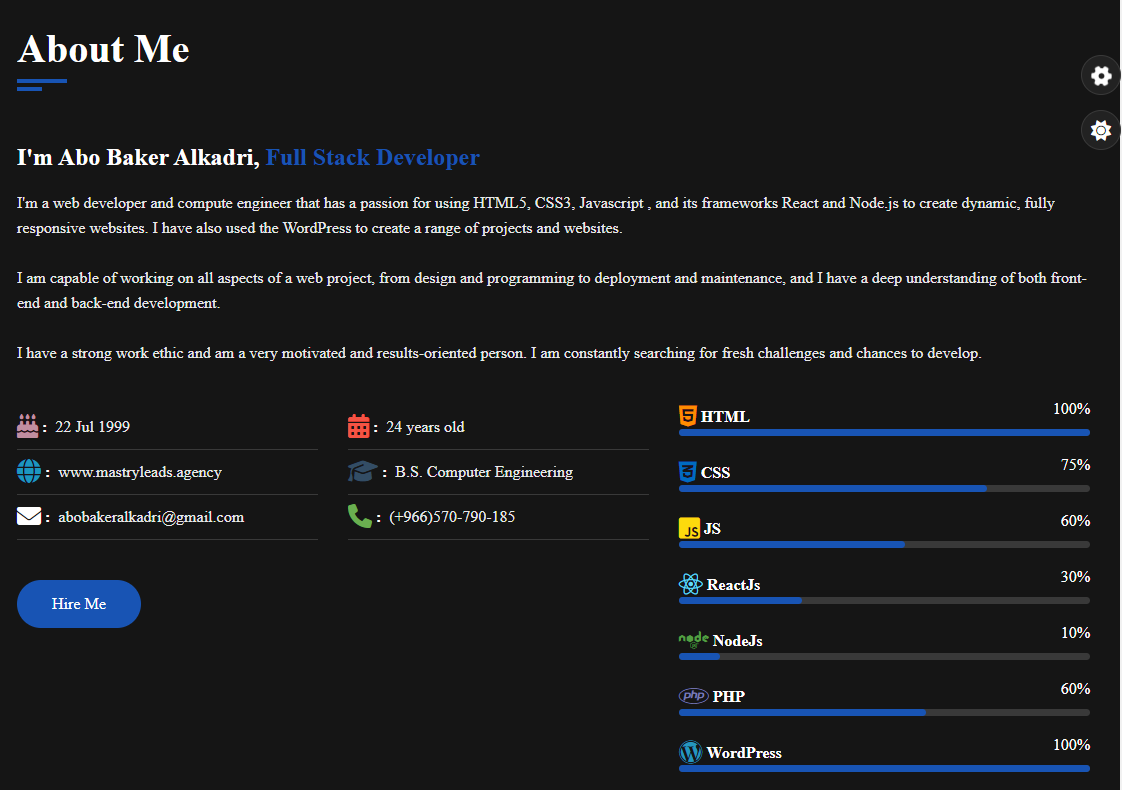 About Me
I'm Abo Baker Alkadri, Full Stack Developer
I'm a web developer and compute engineer that has a passion for using HTML5, CSS3, Javascript , and its frameworks React and Node.js to create dynamic, fully
responsive websites. I have also used the WordPress to create a range of projects and websites.
I am capable of working on all aspects of a web project, from design and programming to deployment and maintenance, and I have a deep understanding of both front-
end and back-end development.
I have a strong work ethic and am a very motivated and results-oriented person. I am constantly searching for fresh challenges and chances to develop.
: 22 Jul 1999
: 24 years old
: www.mastryleads.agency
: B.S. Computer Engineering
: abobakeralkadri@gmail.com
: (+966)570-790-185
Hire Me
5 HTML 100%
3 CSS 75%
JS JS 60%
ReactJs 30%
node NodeJs 10%
php PHP 60%
W WordPress 100%